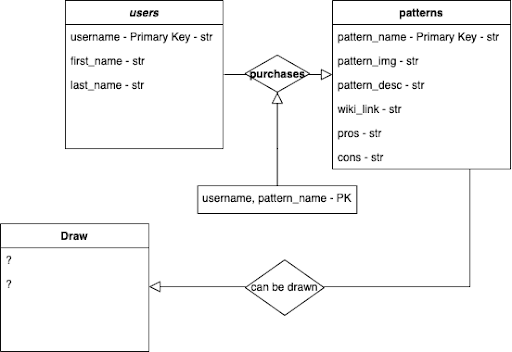 users
username - Primary Key - str
first_name - str
last_name - str
purchases
patterns
pattern_name - Primary Key - str
pattern_img - str
pattern_desc - str
wiki_link - str
pros - str
cons - str
username, pattern_name - PK
Draw
?
?
can be drawn